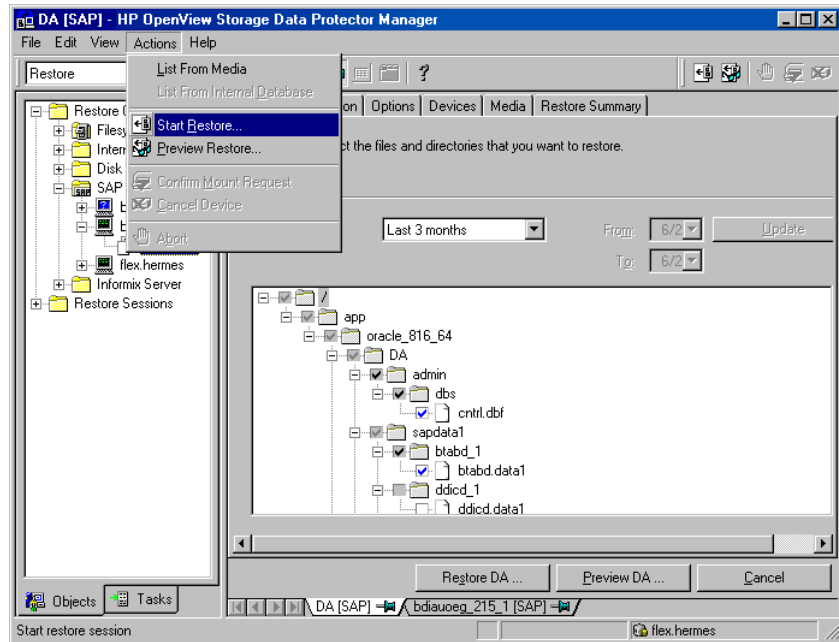 DA [SAP] - HP OpenView Storage Data Protector Manager
File Edit View Actions Help
Restore
List From Media
List From Internal Database
Start Restore...
Preview Restore...
Confirm Mount Request
Cancel Device
Abort
on Options Devices Media Restore Summary
ct the files and directories that you want to restore.
Restore
Filesy
Intern
Disk
SAP
b
b
flex.hermes
Informix Server
Restore Sessions
Last 3 months
From: 6/2 Update
To: 6/2
/
app
oracle_816_64
DA
admin
dbs
cntrl.dbf
sapdata1
btabd_1
btabd.data1
ddicd_1
ddicd.data1
Restore DA ... Preview DA ... Cancel
Objects Tasks
DA [SAP] bdiauoeg_215_1 [SAP]
Start restore session
flex.hermes